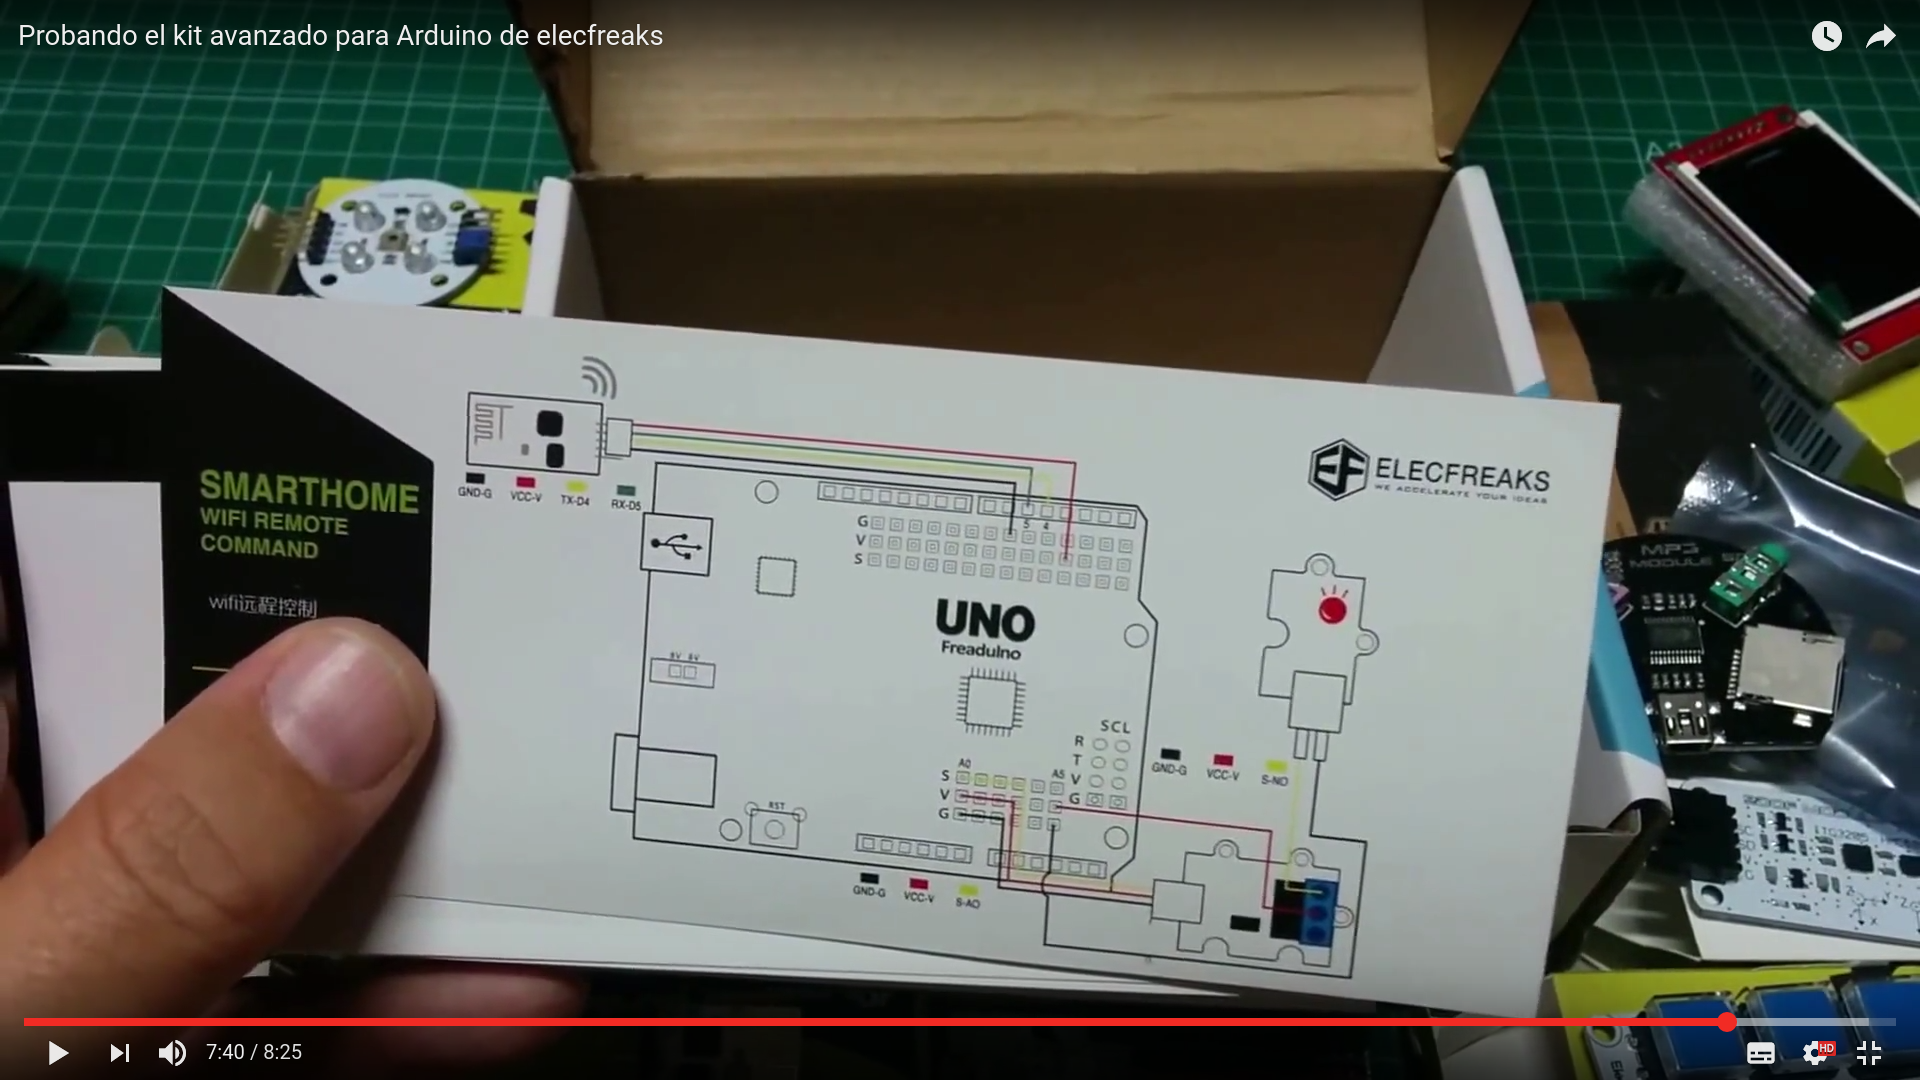 Probando el kit avanzado para Arduino de elecfreaks
SMARTHOME
WIFI REMOTE
COMMAND
wifi远程控制
GND-G
VCC-V
TX-D4
RX-D5
ELECFREAKS
WE ACCELERATE YOUR IDEAS
5 4
G
V
S
UNO
Freaduino
RST
SCL
R
T
V
G
A0
A5
S
V
G
GND-G
VCC-V
S-NO
GND-G
VCC-V
S-AO
MP3
MODULE
7:40 / 8:25
HD